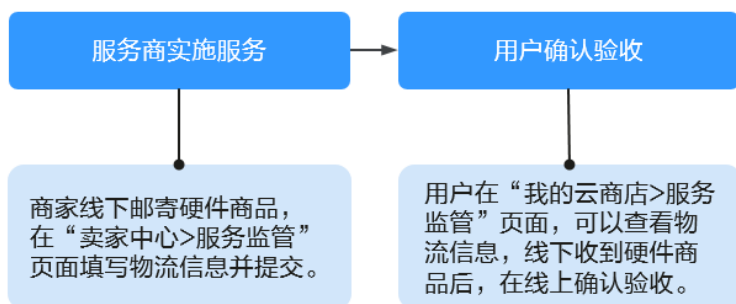 服务商实施服务
用户确认验收
商家线下邮寄硬件商品，
在“卖家中心>服务监管”
页面填写物流信息并提交。
用户在“我的云商店>服务
监管”页面，可以查看物
流信息，线下收到硬件商
品后，在线上确认验收。